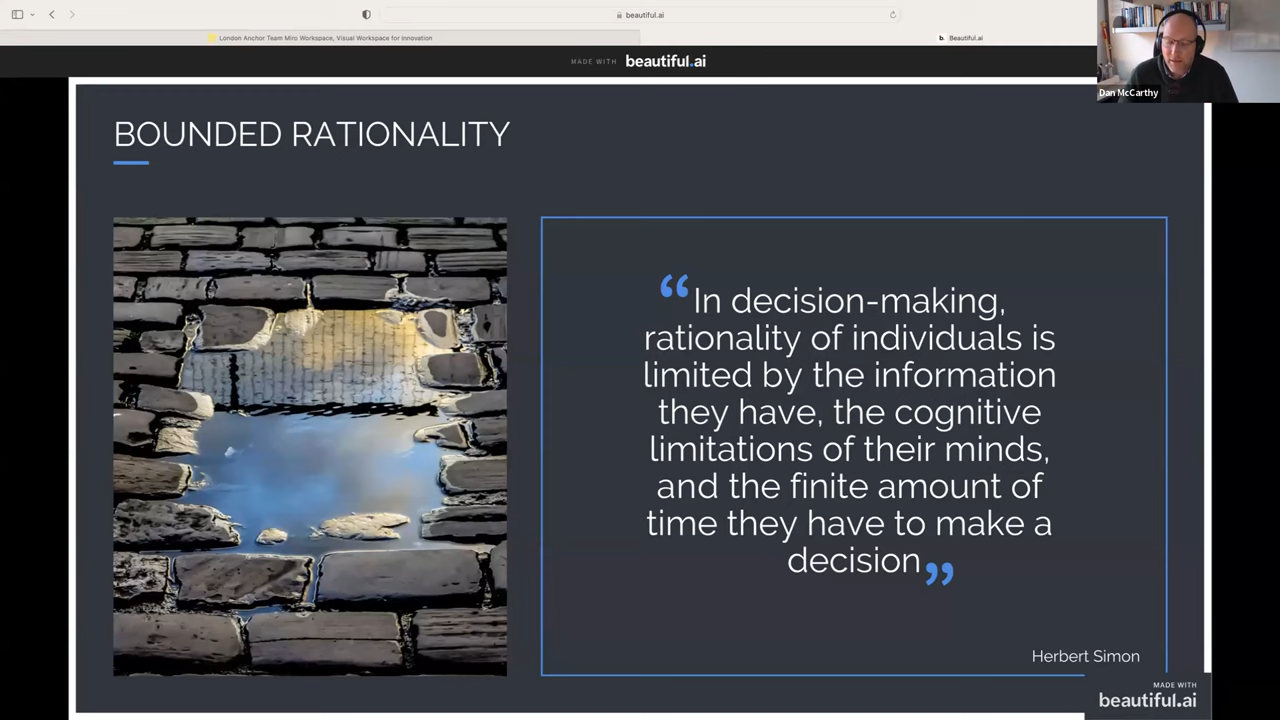 beautiful.ai
London Anchor Team Miro Workspace, Visual Workspace for Innovation
b. Beautiful.ai
MADE WITH beautiful.ai
Dan McCarthy
BOUNDED RATIONALITY
“In decision-making,
rationality of individuals is
limited by the information
they have, the cognitive
limitations of their minds,
and the finite amount of
time they have to make a
decision”
Herbert Simon
MADE WITH
beautiful.ai